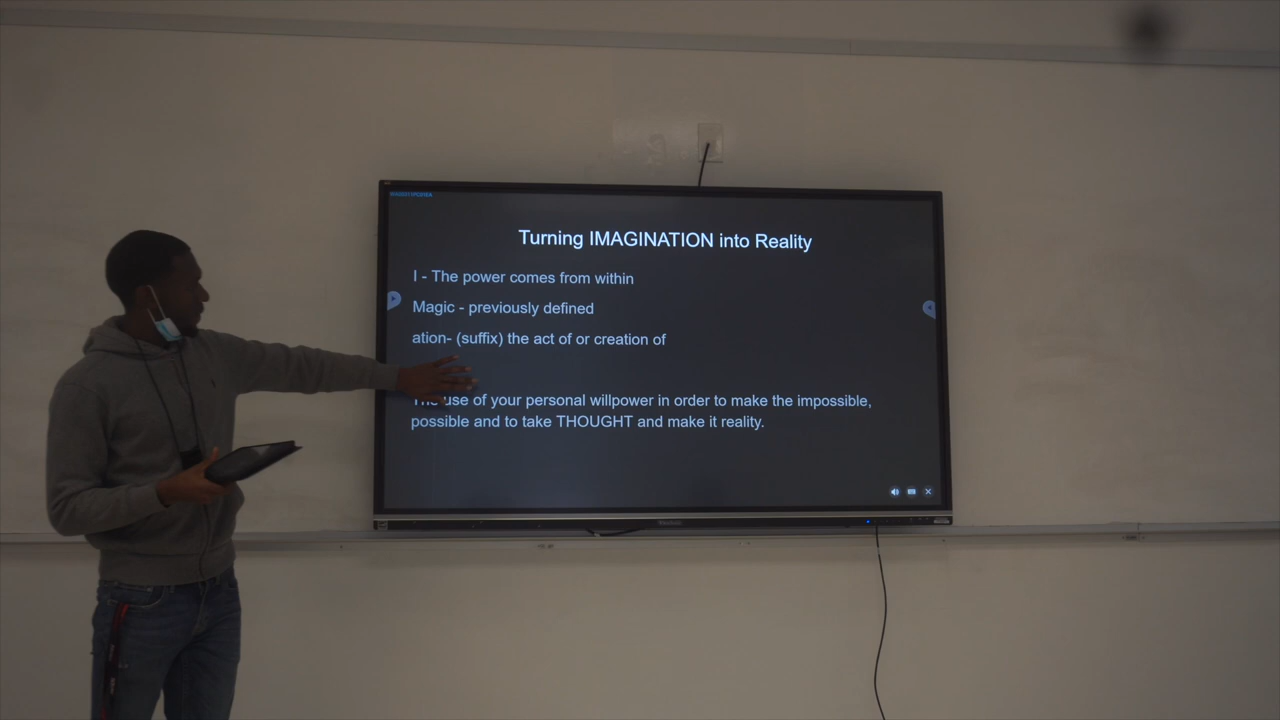 Turning IMAGINATION into Reality
I - The power comes from within
Magic - previously defined
ation- (suffix) the act of or creation of
The use of your personal willpower in order to make the impossible,
possible and to take THOUGHT and make it reality.